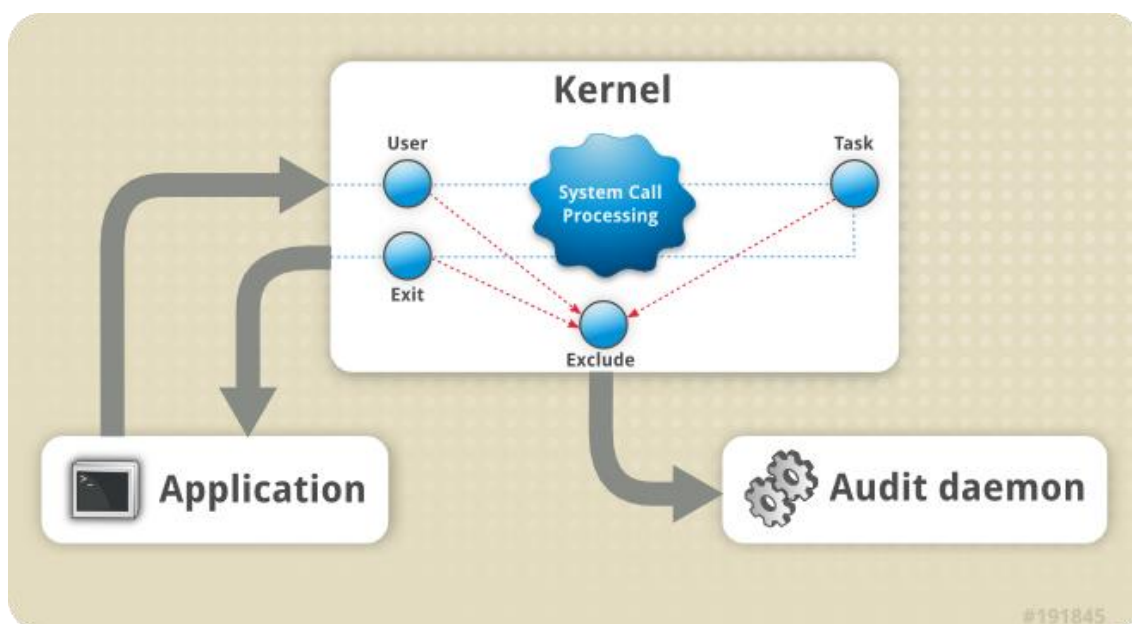 Kernel
User
Task
System Call
Processing
Exit
Exclude
>_
Application
Audit daemon
#191845